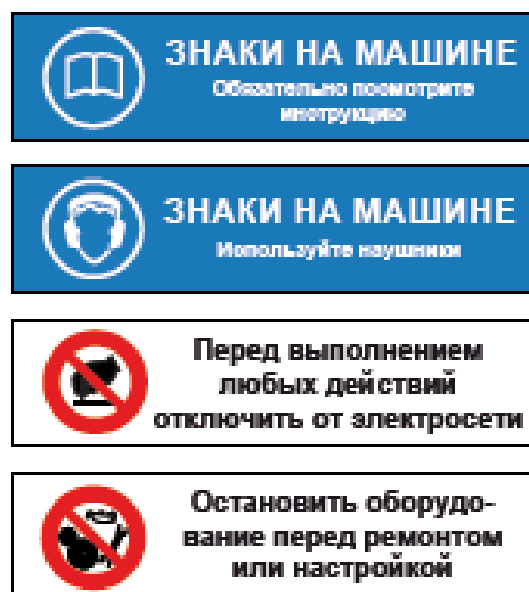 ЗНАКИ НА МАШИНЕ
Обязательно посмотрите
инструкцию
ЗНАКИ НА МАШИНЕ
Используйте наушники
Перед выполнением
любых действий
отключить от электросети
Остановить оборудо-
вание перед ремонтом
или настройкой